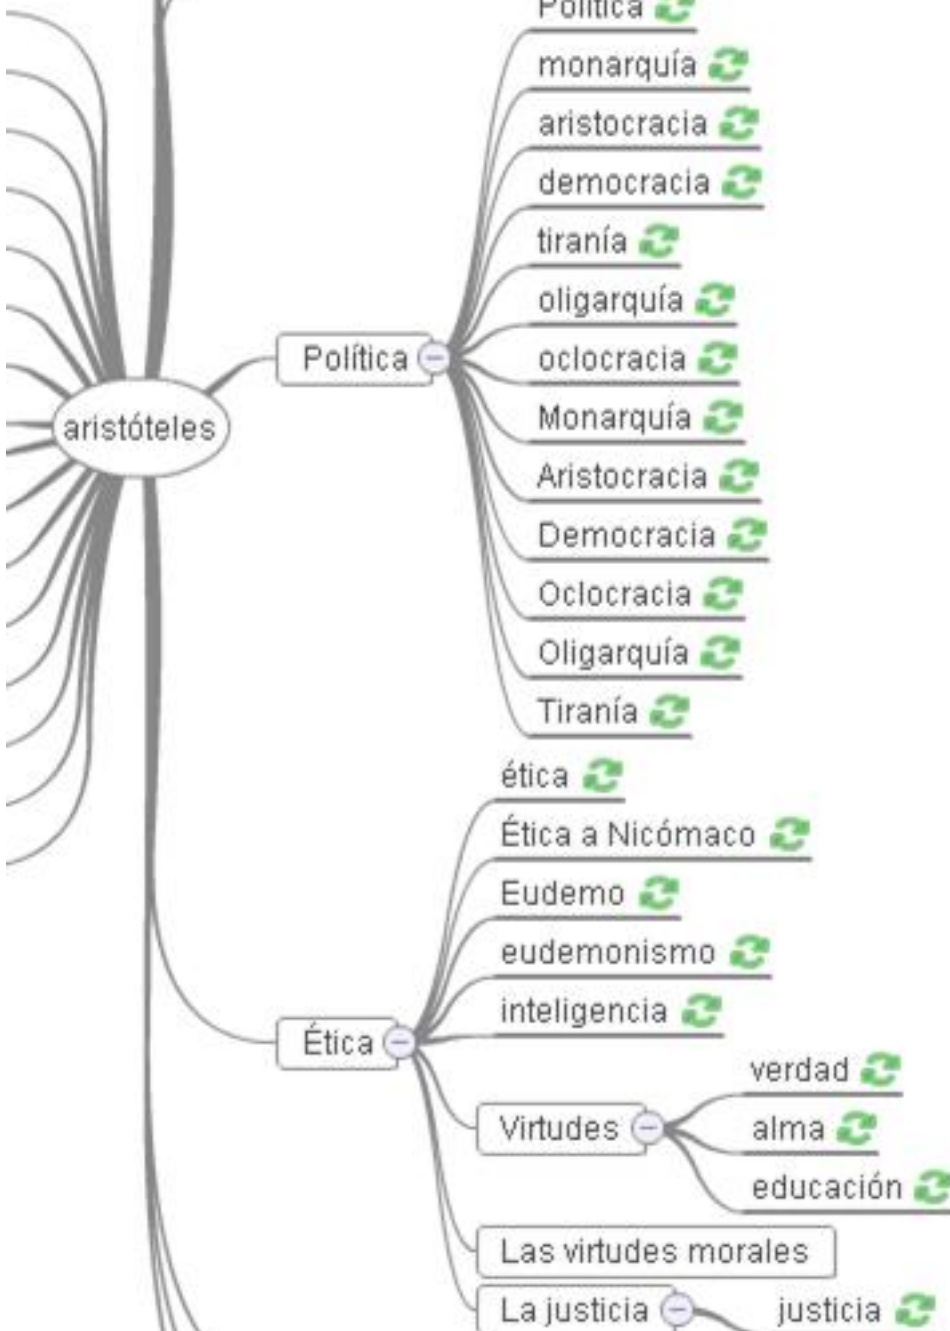 Política
monarquía
aristocracia
democracia
tiranía
oligarquía
Política
oclocracia
aristóteles
Monarquía
Aristocracia
Democracia
Oclocracia
Oligarquía
Tiranía
ética
Ética a Nicómaco
Eudemo
eudemonismo
inteligencia
Ética
verdad
Virtudes
alma
educación
Las virtudes morales
La justicia
justicia